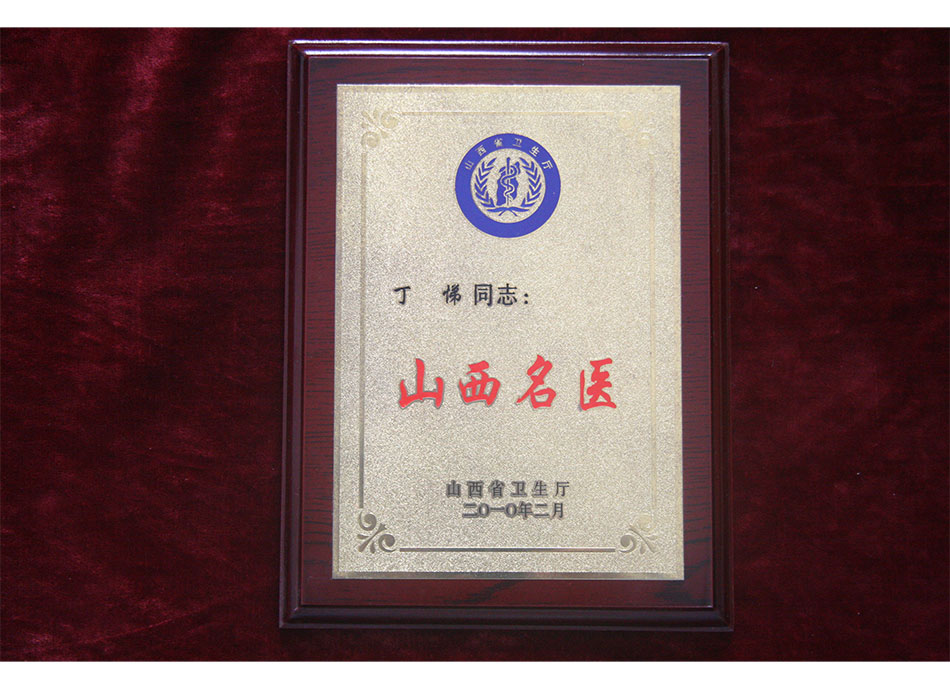 山西省卫生厅
丁 悌 同志：
山西名医
山西省卫生厅
二〇一〇年二月